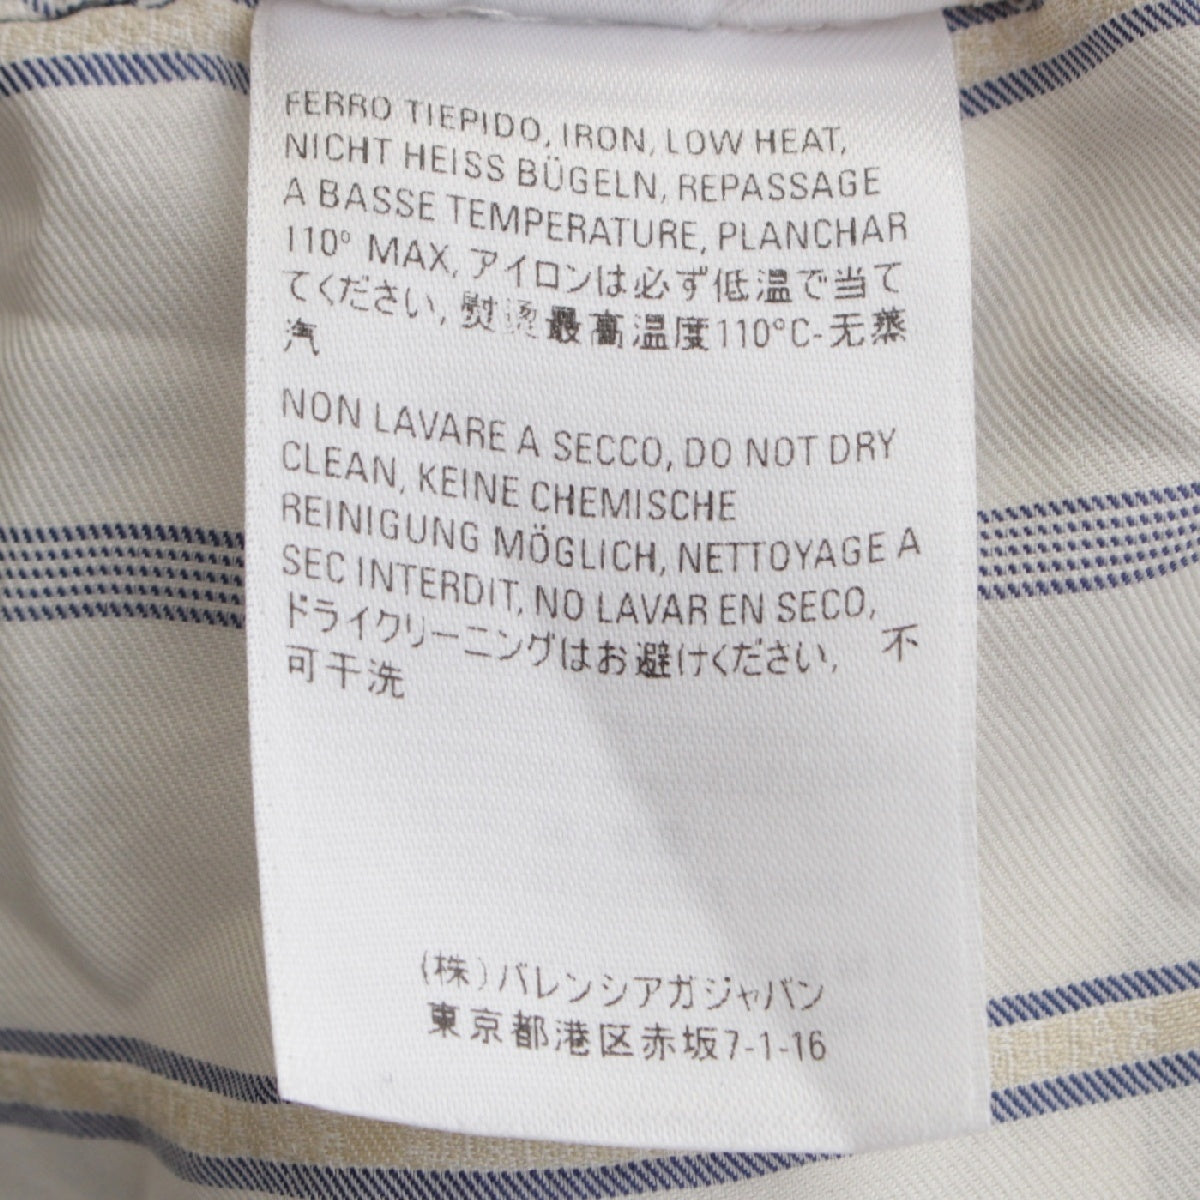 FERRO TIEPIDO, IRON, LOW HEAT,
NICHT HEISS BÜGELN, REPASSAGE
A BASSE TEMPERATURE, PLANCHAR
110° MAX, アイロンは必ず低温で当て
てください, 熨烫最高温度110°C-无蒸
汽
NON LAVARE A SECCO, DO NOT DRY
CLEAN, KEINE CHEMISCHE
REINIGUNG MÖGLICH, NETTOYAGE A
SEC INTERDIT, NO LAVAR EN SECO,
ドライクリーニングはお避けください, 不
可干洗
(株)バレンシアガジャパン
東京都港区赤坂7-1-16